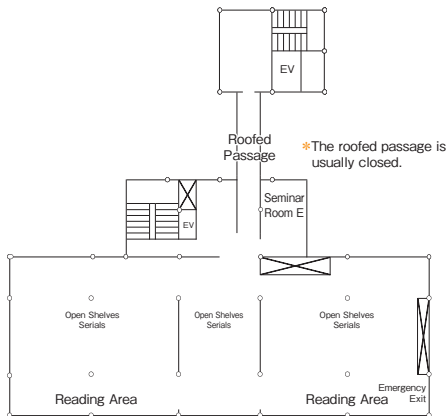 EV
Roofed
Passage
*The roofed passage is
usually closed.
Seminar
Room E
EV
Open Shelves
Serials
Open Shelves
Serials
Open Shelves
Serials
Reading Area
Reading Area
Emergency
Exit